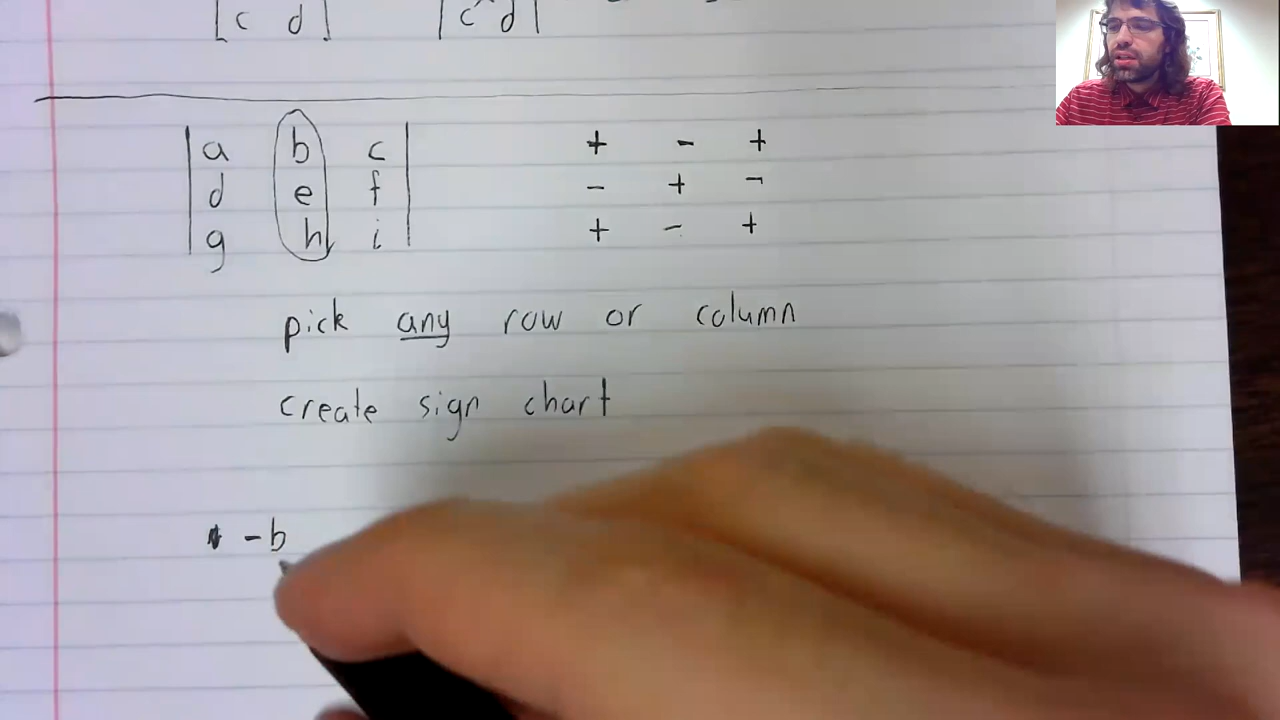 [ c d ] | c d |
| a b c | + - +
| d e f | - + -
| g h i | + - +
pick any row or column
create sign chart
- b